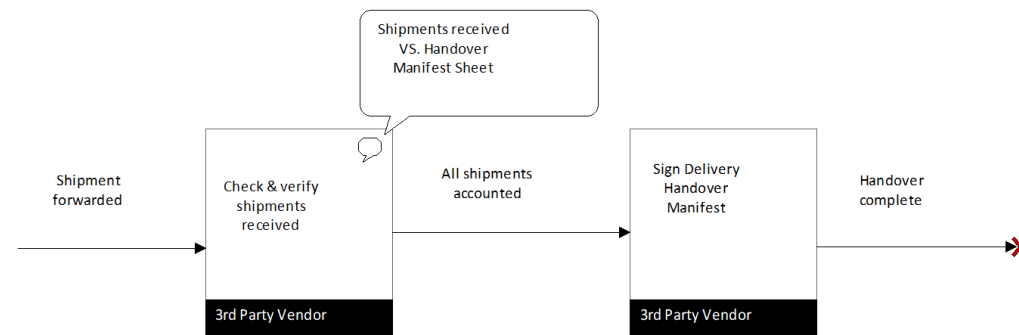 Shipments received
VS. Handover
Manifest Sheet
Shipment
forwarded
Check & verify
shipments
received
All shipments
accounted
Sign Delivery
Handover
Manifest
Handover
complete
3rd Party Vendor
3rd Party Vendor